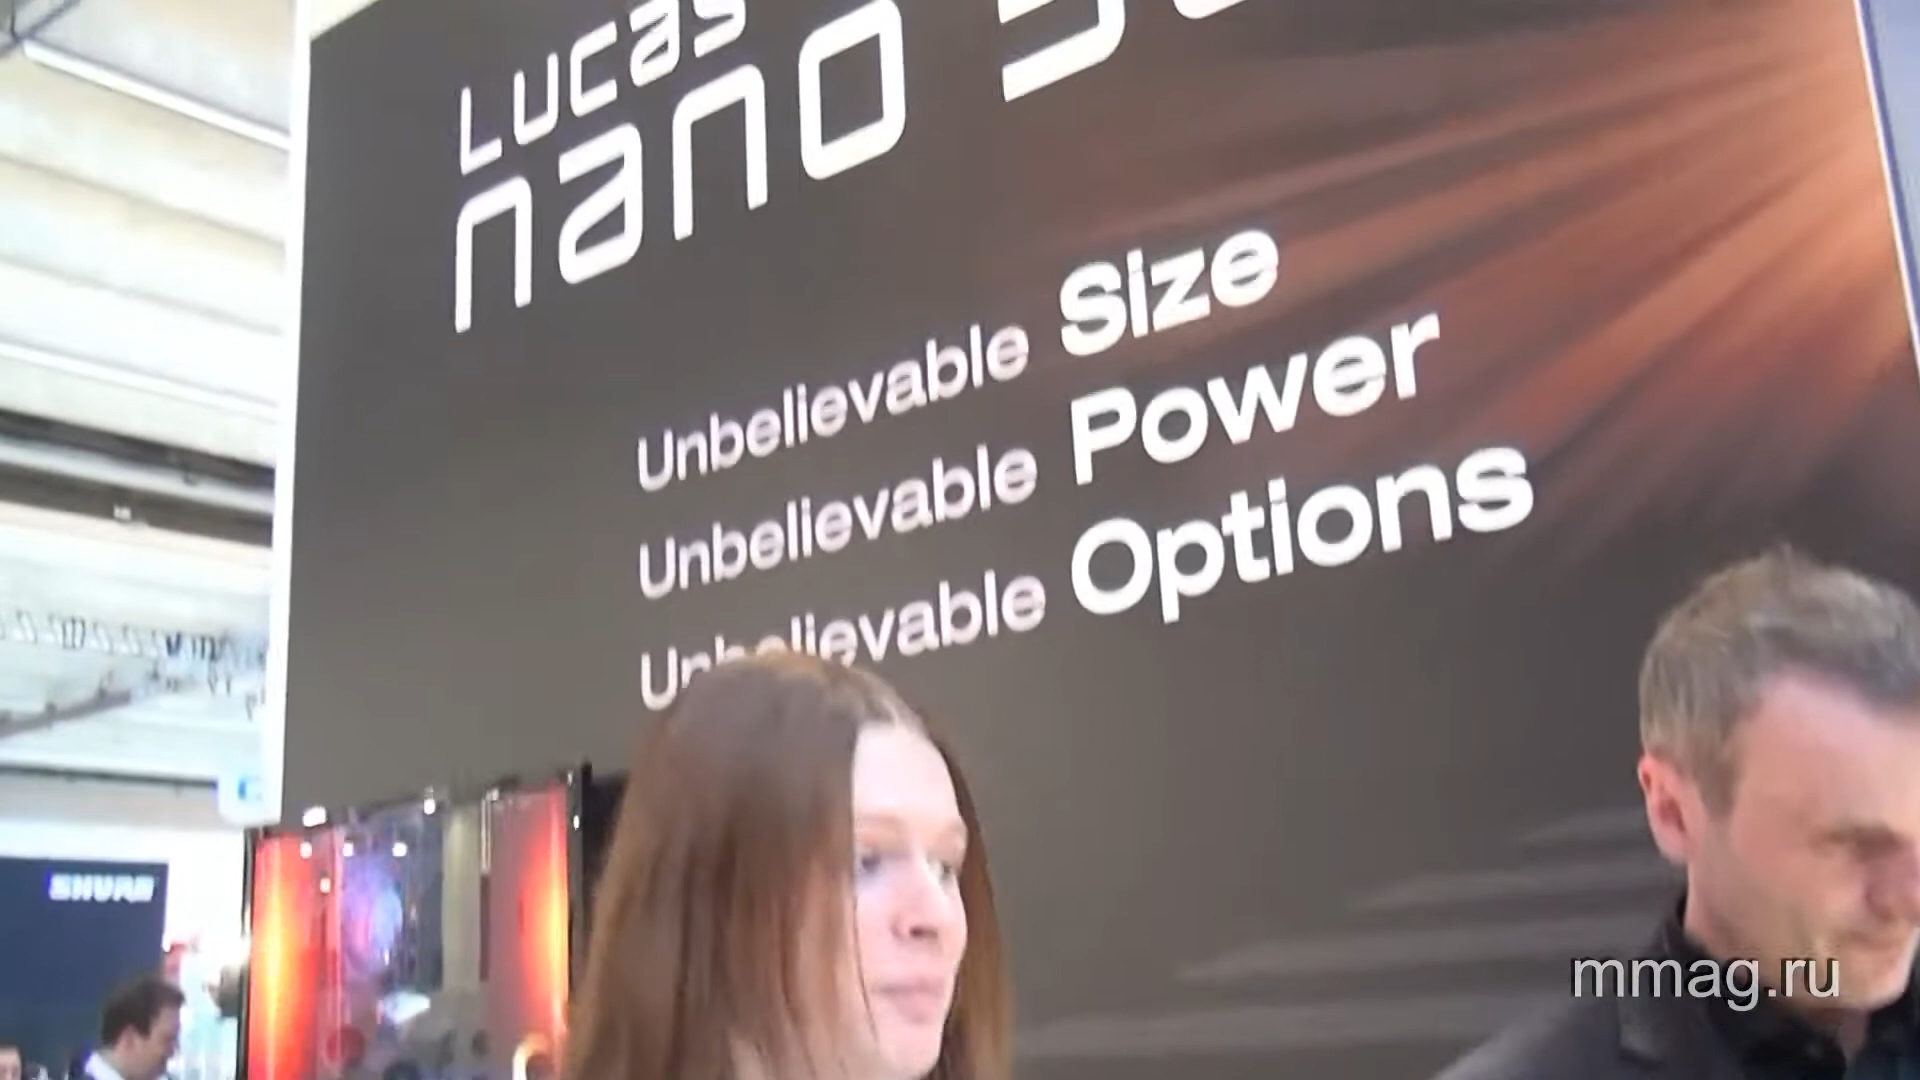 Lucas
nano
Unbelievable Size
Unbelievable Power
Unbelievable Options
SHURE
mmag.ru